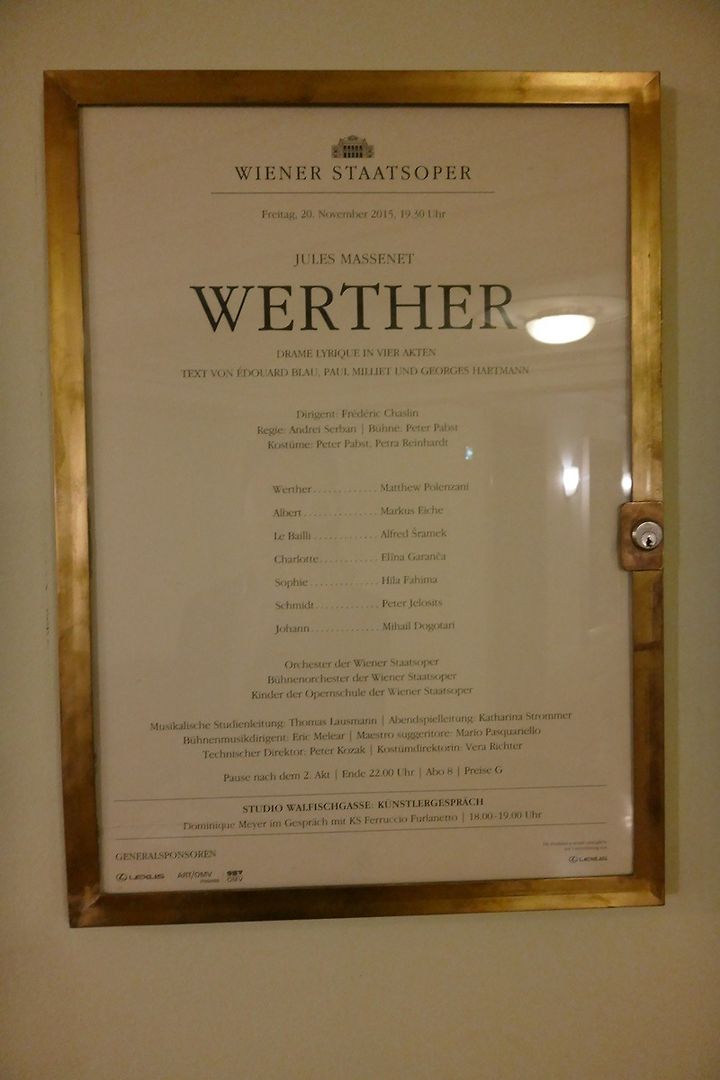 WIENER STAATSOPER
Freitag, 20. November 2015, 19.30 Uhr
JULES MASSENET
WERTHER
DRAME LYRIQUE IN VIER AKTEN
TEXT VON ÉDOUARD BLAU, PAUL MILLIET UND GEORGES HARTMANN
Dirigent: Frédéric Chaslin
Regie: Andrei Serban | Bühne: Peter Pabst
Kostüme: Peter Pabst, Petra Reinhardt
Werther ............. Matthew Polenzani
Albert ............... Markus Eiche
Le Bailli ............. Alfred Šramek
Charlotte ............ Elīna Garanča
Sophie .............. Hila Fahima
Schmidt ............. Peter Jelosits
Johann .............. Mihail Dogotari
Orchester der Wiener Staatsoper
Bühnenorchester der Wiener Staatsoper
Kinder der Opernschule der Wiener Staatsoper
Musikalische Studienleitung: Thomas Lausmann | Abendspielleitung: Katharina Strommer
Bühnenmusikdirigent: Eric Melear | Maestro suggeritore: Mario Pasquariello
Technischer Direktor: Peter Kozak | Kostümdirektorin: Vera Richter
Pause nach dem 2. Akt | Ende 22.00 Uhr | Abo 8 | Preise G
STUDIO WALFISCHGASSE: KÜNSTLERGESPRÄCH
Dominique Meyer im Gespräch mit KS Ferruccio Furlanetto | 18.00–19.00 Uhr
GENERALSPONSOREN
LEXUS ART/OMV OMV
LEXUS